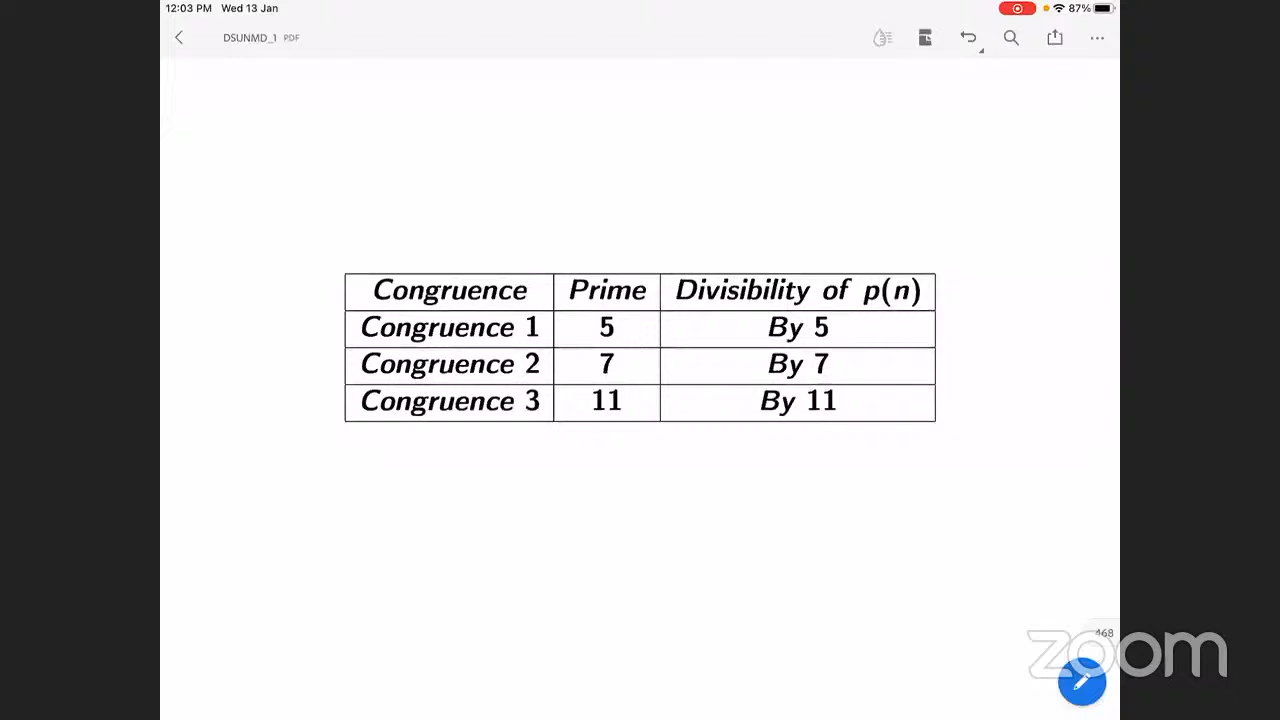 12:03 PM Wed 13 Jan 87%
DSUNMD_1 PDF
Congruence Prime Divisibility of p(n)
Congruence 1 5 By 5
Congruence 2 7 By 7
Congruence 3 11 By 11
468
zoom